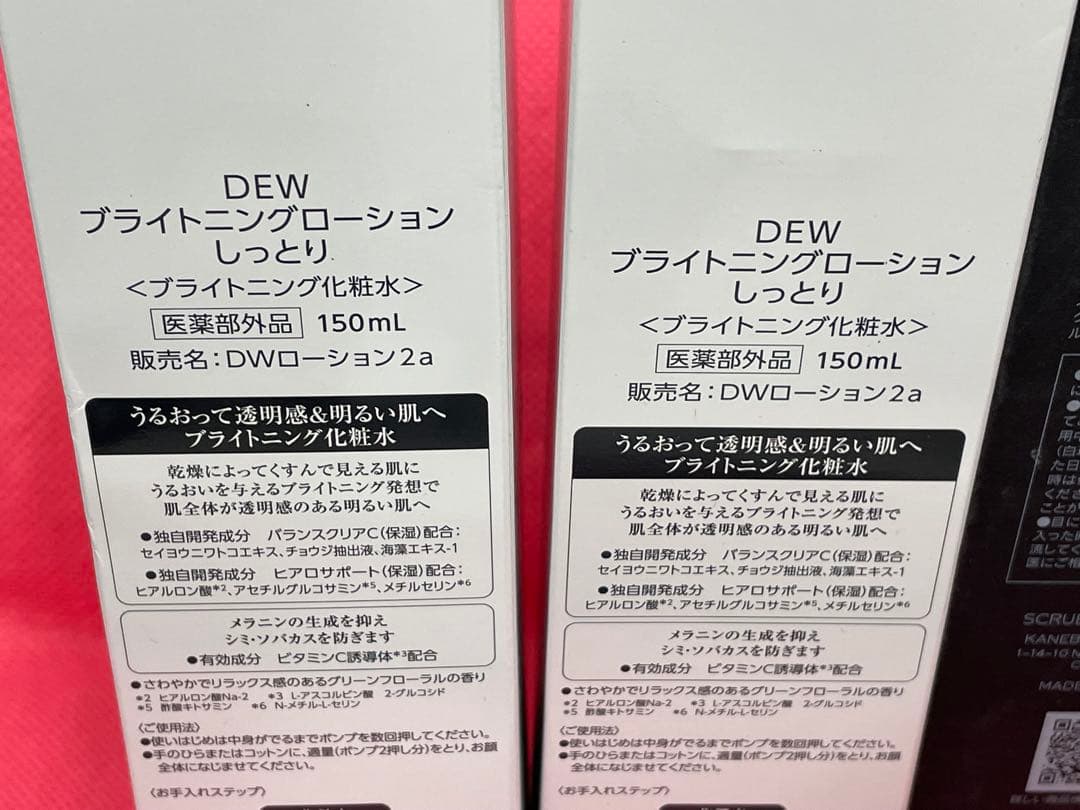 DEW
ブライトニングローション
しっとり
<ブライトニング化粧水>
医薬部外品 150mL
販売名:DWローション2a
うるおって透明感&明るい肌へ
ブライトニング化粧水
乾燥によってくすんで見える肌に
うるおいを与えるブライトニング発想で
肌全体が透明感のある明るい肌へ
●独自開発成分 バランスクリアC(保湿)配合:
セイヨウニワトコエキス、チョウジ抽出液、海藻エキス-1
●独自開発成分 ヒアロサポート(保湿)配合:
ヒアルロン酸*2、アセチルグルコサミン*5、メチルセリン*6
メラニンの生成を抑え
シミ・ソバカスを防ぎます
●有効成分 ビタミンC誘導体*3配合
●さわやかでリラックス感のあるグリーンフローラルの香り
*2 ヒアルロン酸Na-2 *3 L-アスコルビン酸 2-グルコシド
*5 酢酸キトサミン *6 N-メチル-L-セリン
〈ご使用法〉
●使いはじめは中身がでるまでポンプを数回押してください。
●手のひらまたはコットンに、適量(ポンプ2押し分)をとり、お顔
全体になじませてください。
〈お手入れステップ〉
DEW
ブライトニングローション
しっとり
<ブライトニング化粧水>
医薬部外品 150mL
販売名:DWローション2a
うるおって透明感&明るい肌へ
ブライトニング化粧水
乾燥によってくすんで見える肌に
うるおいを与えるブライトニング発想で
肌全体が透明感のある明るい肌へ
●独自開発成分 バランスクリアC(保湿)配合:
セイヨウニワトコエキス、チョウジ抽出液、海藻エキス-1
●独自開発成分 ヒアロサポート(保湿)配合:
ヒアルロン酸*2、アセチルグルコサミン*5、メチルセリン*6
メラニンの生成を抑え
シミ・ソバカスを防ぎます
●有効成分 ビタミンC誘導体*3配合
●さわやかでリラックス感のあるグリーンフローラルの香り
*2 ヒアルロン酸Na-2 *3 L-アスコルビン酸 2-グルコシド
*5 酢酸キトサミン *6 N-メチル-L-セリン
〈ご使用法〉
●使いはじめは中身がでるまでポンプを数回押してください。
●手のひらまたはコットンに、適量(ポンプ2押し分)をとり、お顔
全体になじませてください。
〈お手入れステップ〉
用中
(白斑
た日
時は
くださ
ことが
●目に
入った
流してく
医にご相
SCRUB
KANEB
1-14-10 N
MADE